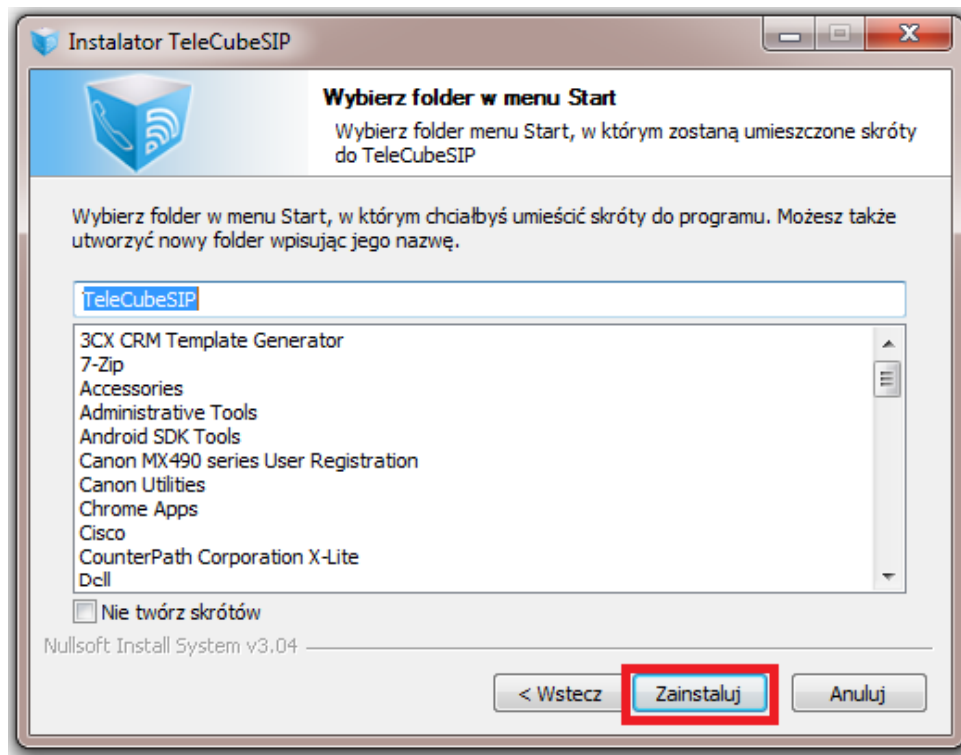 Instalator TeleCubeSIP
Wybierz folder w menu Start
Wybierz folder menu Start, w którym zostaną umieszczone skróty
do TeleCubeSIP
Wybierz folder w menu Start, w którym chciałbyś umieścić skróty do programu. Możesz także
utworzyć nowy folder wpisując jego nazwę.
TeleCubeSIP
3CX CRM Template Generator
7-Zip
Accessories
Administrative Tools
Android SDK Tools
Canon MX490 series User Registration
Canon Utilities
Chrome Apps
Cisco
CounterPath Corporation X-Lite
Dell
Nie twórz skrótów
Nullsoft Install System v3.04
< Wstecz Zainstaluj Anuluj